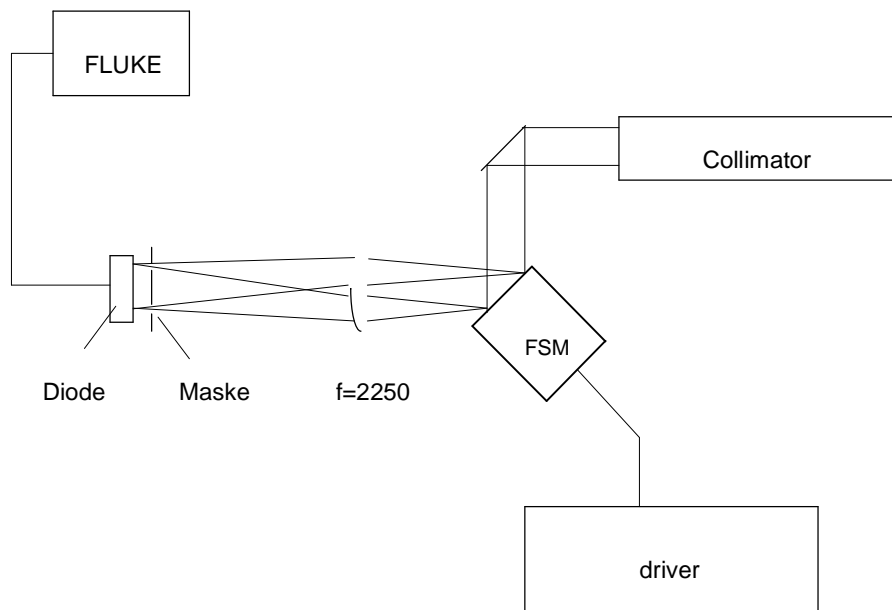 FLUKE
Collimator
FSM
Diode
Maske
f=2250
driver